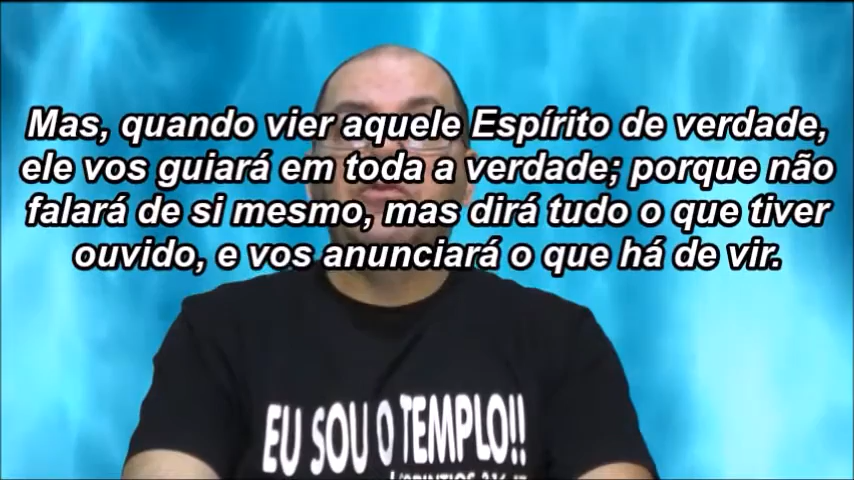 Mas, quando vier aquele Espírito de verdade,
ele vos guiará em toda a verdade; porque não
falará de si mesmo, mas dirá tudo o que tiver
ouvido, e vos anunciará o que há de vir.
EU SOU O TEMPLO!!